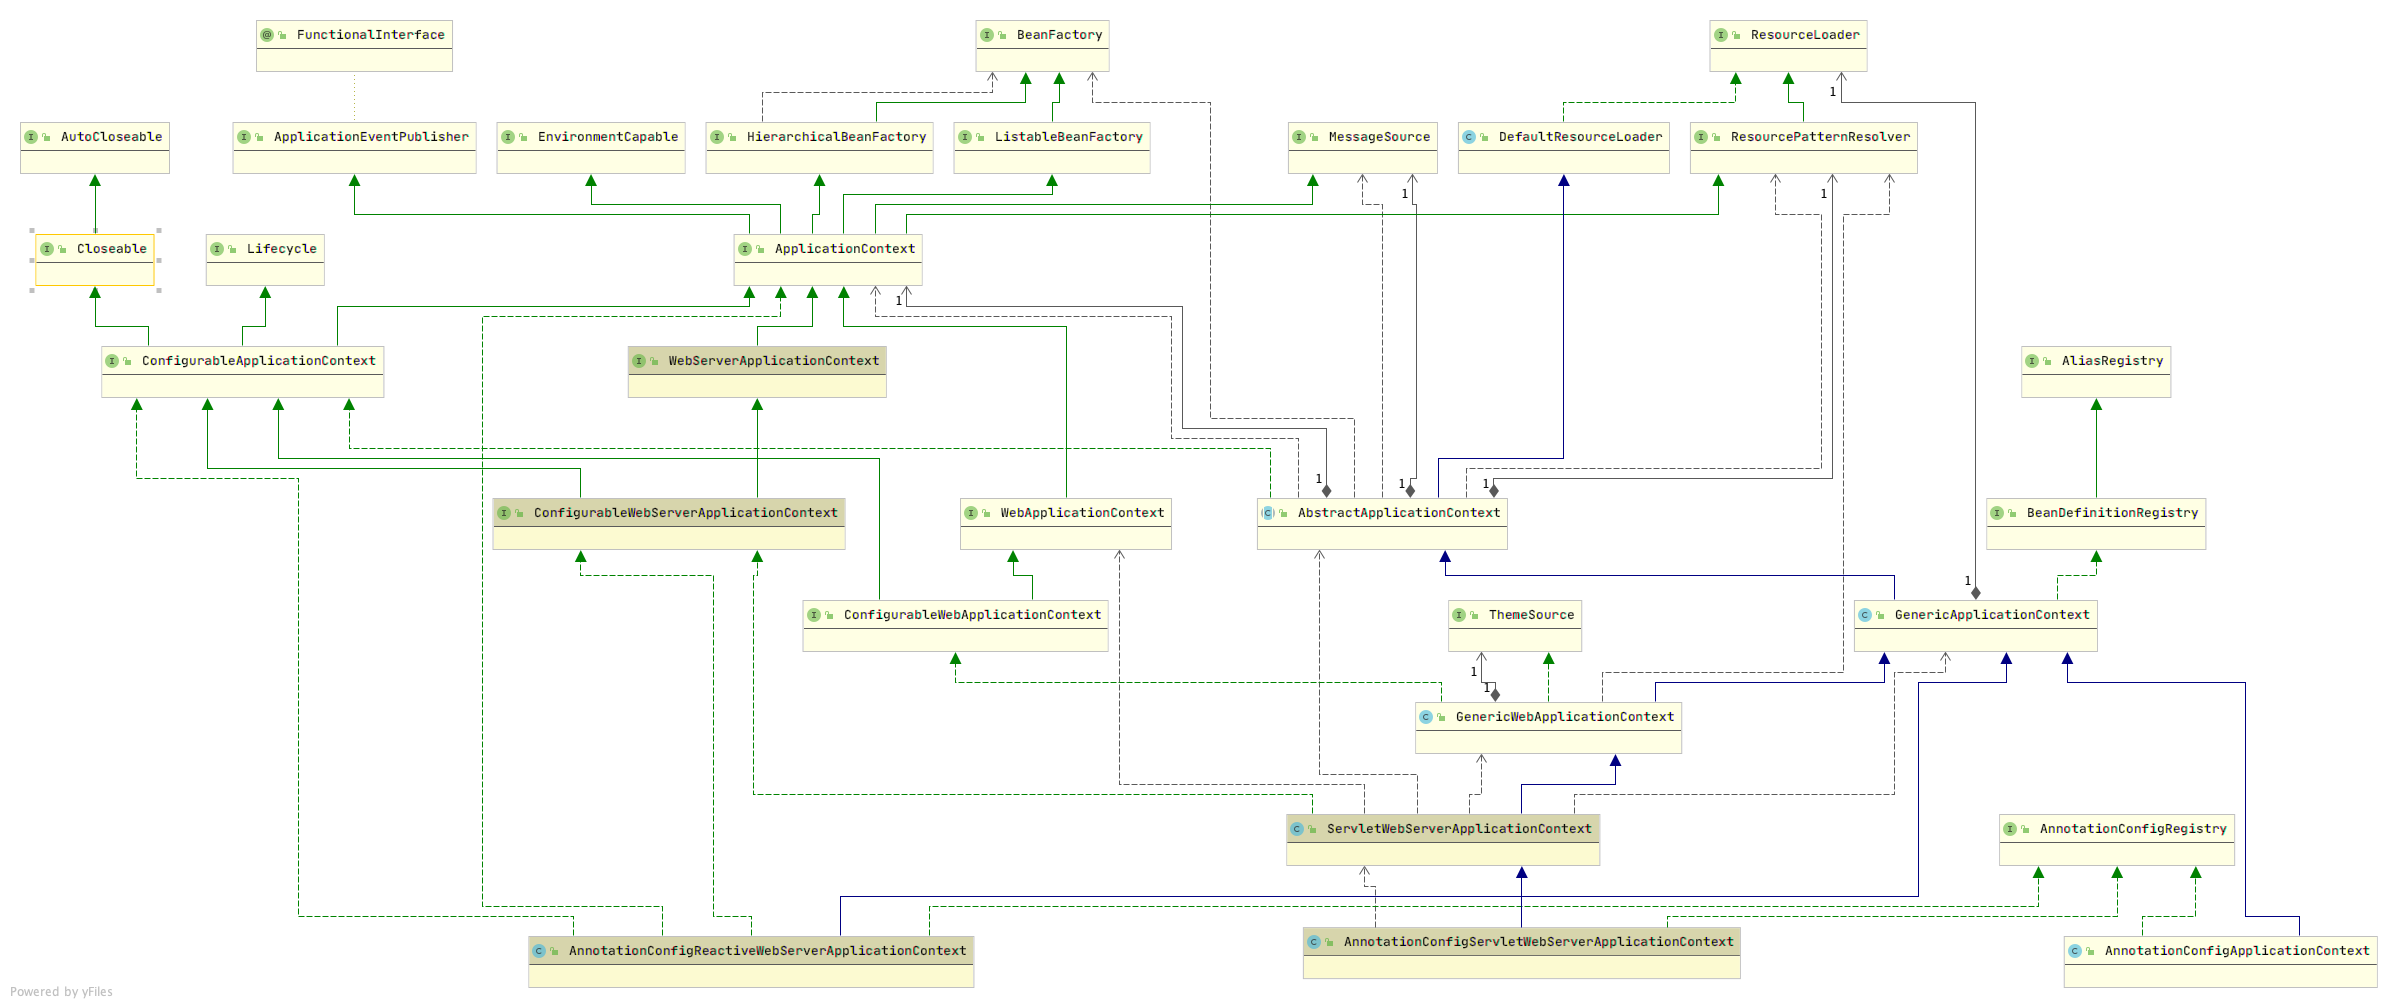 FunctionalInterface
BeanFactory
ResourceLoader
1
AutoCloseable
ApplicationEventPublisher
EnvironmentCapable
HierarchicalBeanFactory
ListableBeanFactory
MessageSource
DefaultResourceLoader
ResourcePatternResolver
1
1
Closeable
Lifecycle
ApplicationContext
1
ConfigurableApplicationContext
WebServerApplicationContext
AliasRegistry
1
1
1
ConfigurableWebServerApplicationContext
WebApplicationContext
AbstractApplicationContext
BeanDefinitionRegistry
1
ConfigurableWebApplicationContext
ThemeSource
GenericApplicationContext
1
1
GenericWebApplicationContext
ServletWebServerApplicationContext
AnnotationConfigRegistry
AnnotationConfigReactiveWebServerApplicationContext
AnnotationConfigServletWebServerApplicationContext
AnnotationConfigApplicationContext
Powered by yFiles